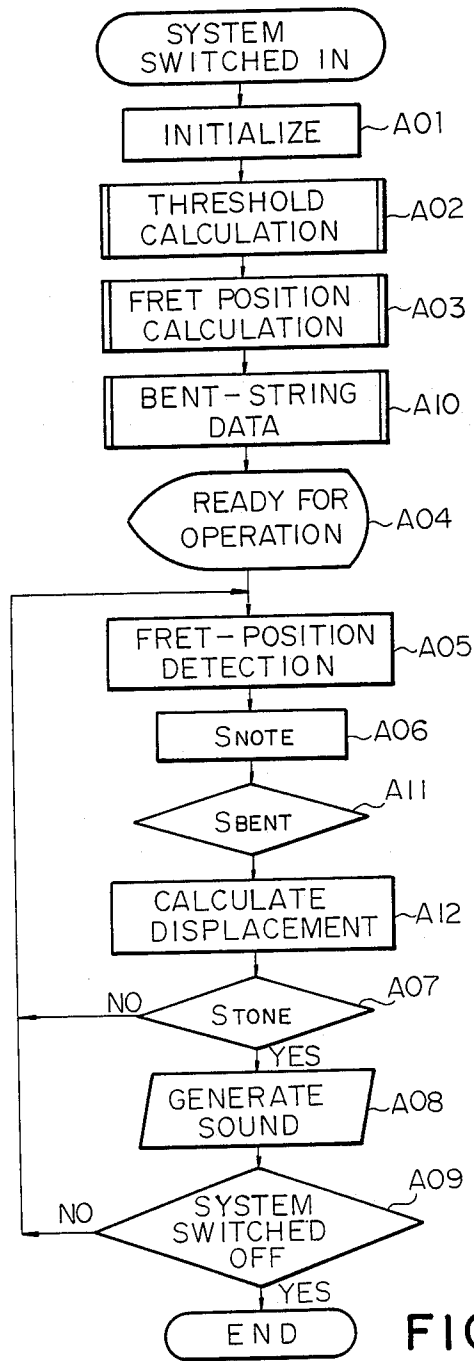 SYSTEM
SWITCHED IN
INITIALIZE
A01
THRESHOLD
CALCULATION
A02
FRET POSITION
CALCULATION
A03
BENT-STRING
DATA
A10
READY FOR
OPERATION
A04
FRET-POSITION
DETECTION
A05
SNOTE
A06
SBENT
A11
CALCULATE
DISPLACEMENT
A12
STONE
A07
NO
YES
GENERATE
SOUND
A08
SYSTEM
SWITCHED
OFF
A09
NO
YES
END
FIG